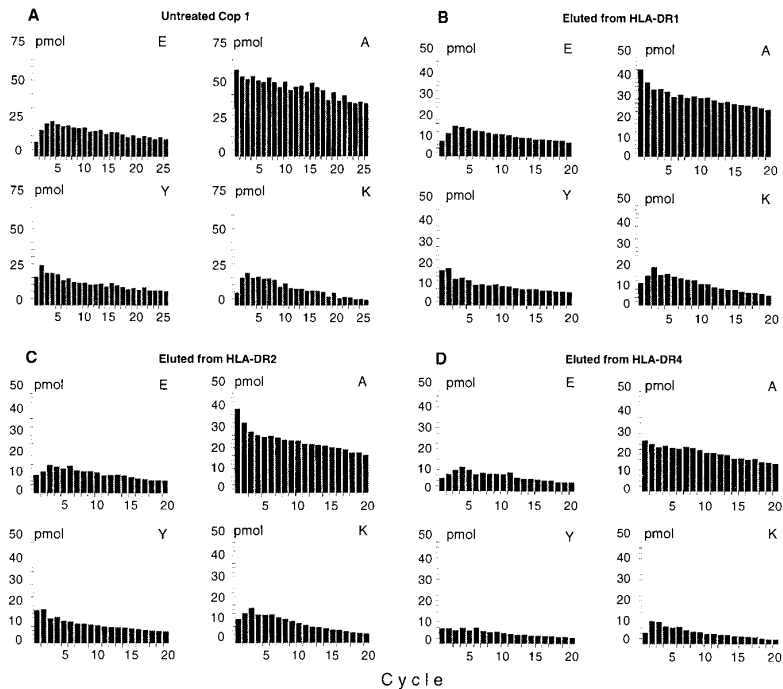 A Untreated Cop 1
75 pmol E
50
25
0
5 10 15 20 25
75 pmol A
50
25
0
5 10 15 20 25
75 pmol Y
50
25
0
5 10 15 20 25
75 pmol K
50
25
0
5 10 15 20 25
B Eluted from HLA-DR1
50 pmol E
40
30
20
10
0
5 10 15 20
50 pmol A
40
30
20
10
0
5 10 15 20
50 pmol Y
40
30
20
10
0
5 10 15 20
50 pmol K
40
30
20
10
0
5 10 15 20
C Eluted from HLA-DR2
50 pmol E
40
30
20
10
0
5 10 15 20
50 pmol A
40
30
20
10
0
5 10 15 20
50 pmol Y
40
30
20
10
0
5 10 15 20
50 pmol K
40
30
20
10
0
5 10 15 20
D Eluted from HLA-DR4
50 pmol E
40
30
20
10
0
5 10 15 20
50 pmol A
40
30
20
10
0
5 10 15 20
50 pmol Y
40
30
20
10
0
5 10 15 20
50 pmol K
40
30
20
10
0
5 10 15 20
Cycle